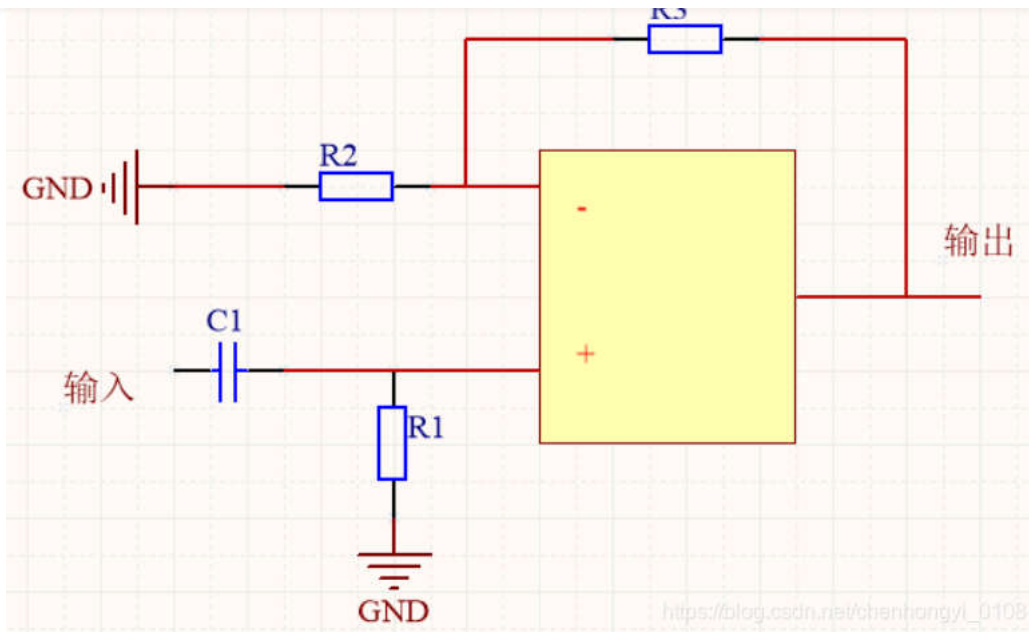 R3
R2
GND
-
输出
C1
+
输入
R1
GND
https://blog.csdn.net/chenhongyi_0108